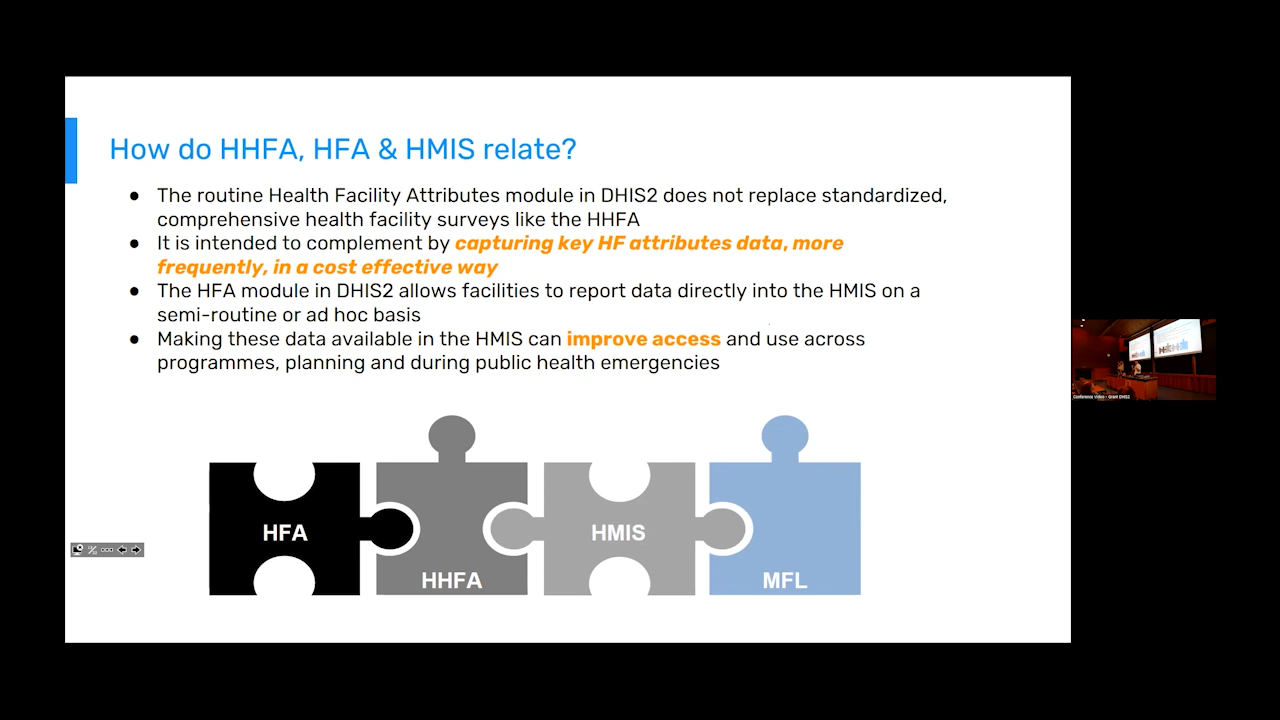 How do HHFA, HFA & HMIS relate?
● The routine Health Facility Attributes module in DHIS2 does not replace standardized,
comprehensive health facility surveys like the HHFA
● It is intended to complement by capturing key HF attributes data, more
frequently, in a cost effective way
● The HFA module in DHIS2 allows facilities to report data directly into the HMIS on a
semi-routine or ad hoc basis
● Making these data available in the HMIS can improve access and use across
programmes, planning and during public health emergencies
HFA
HHFA
HMIS
MFL
Conference Video - Grant DHIS2